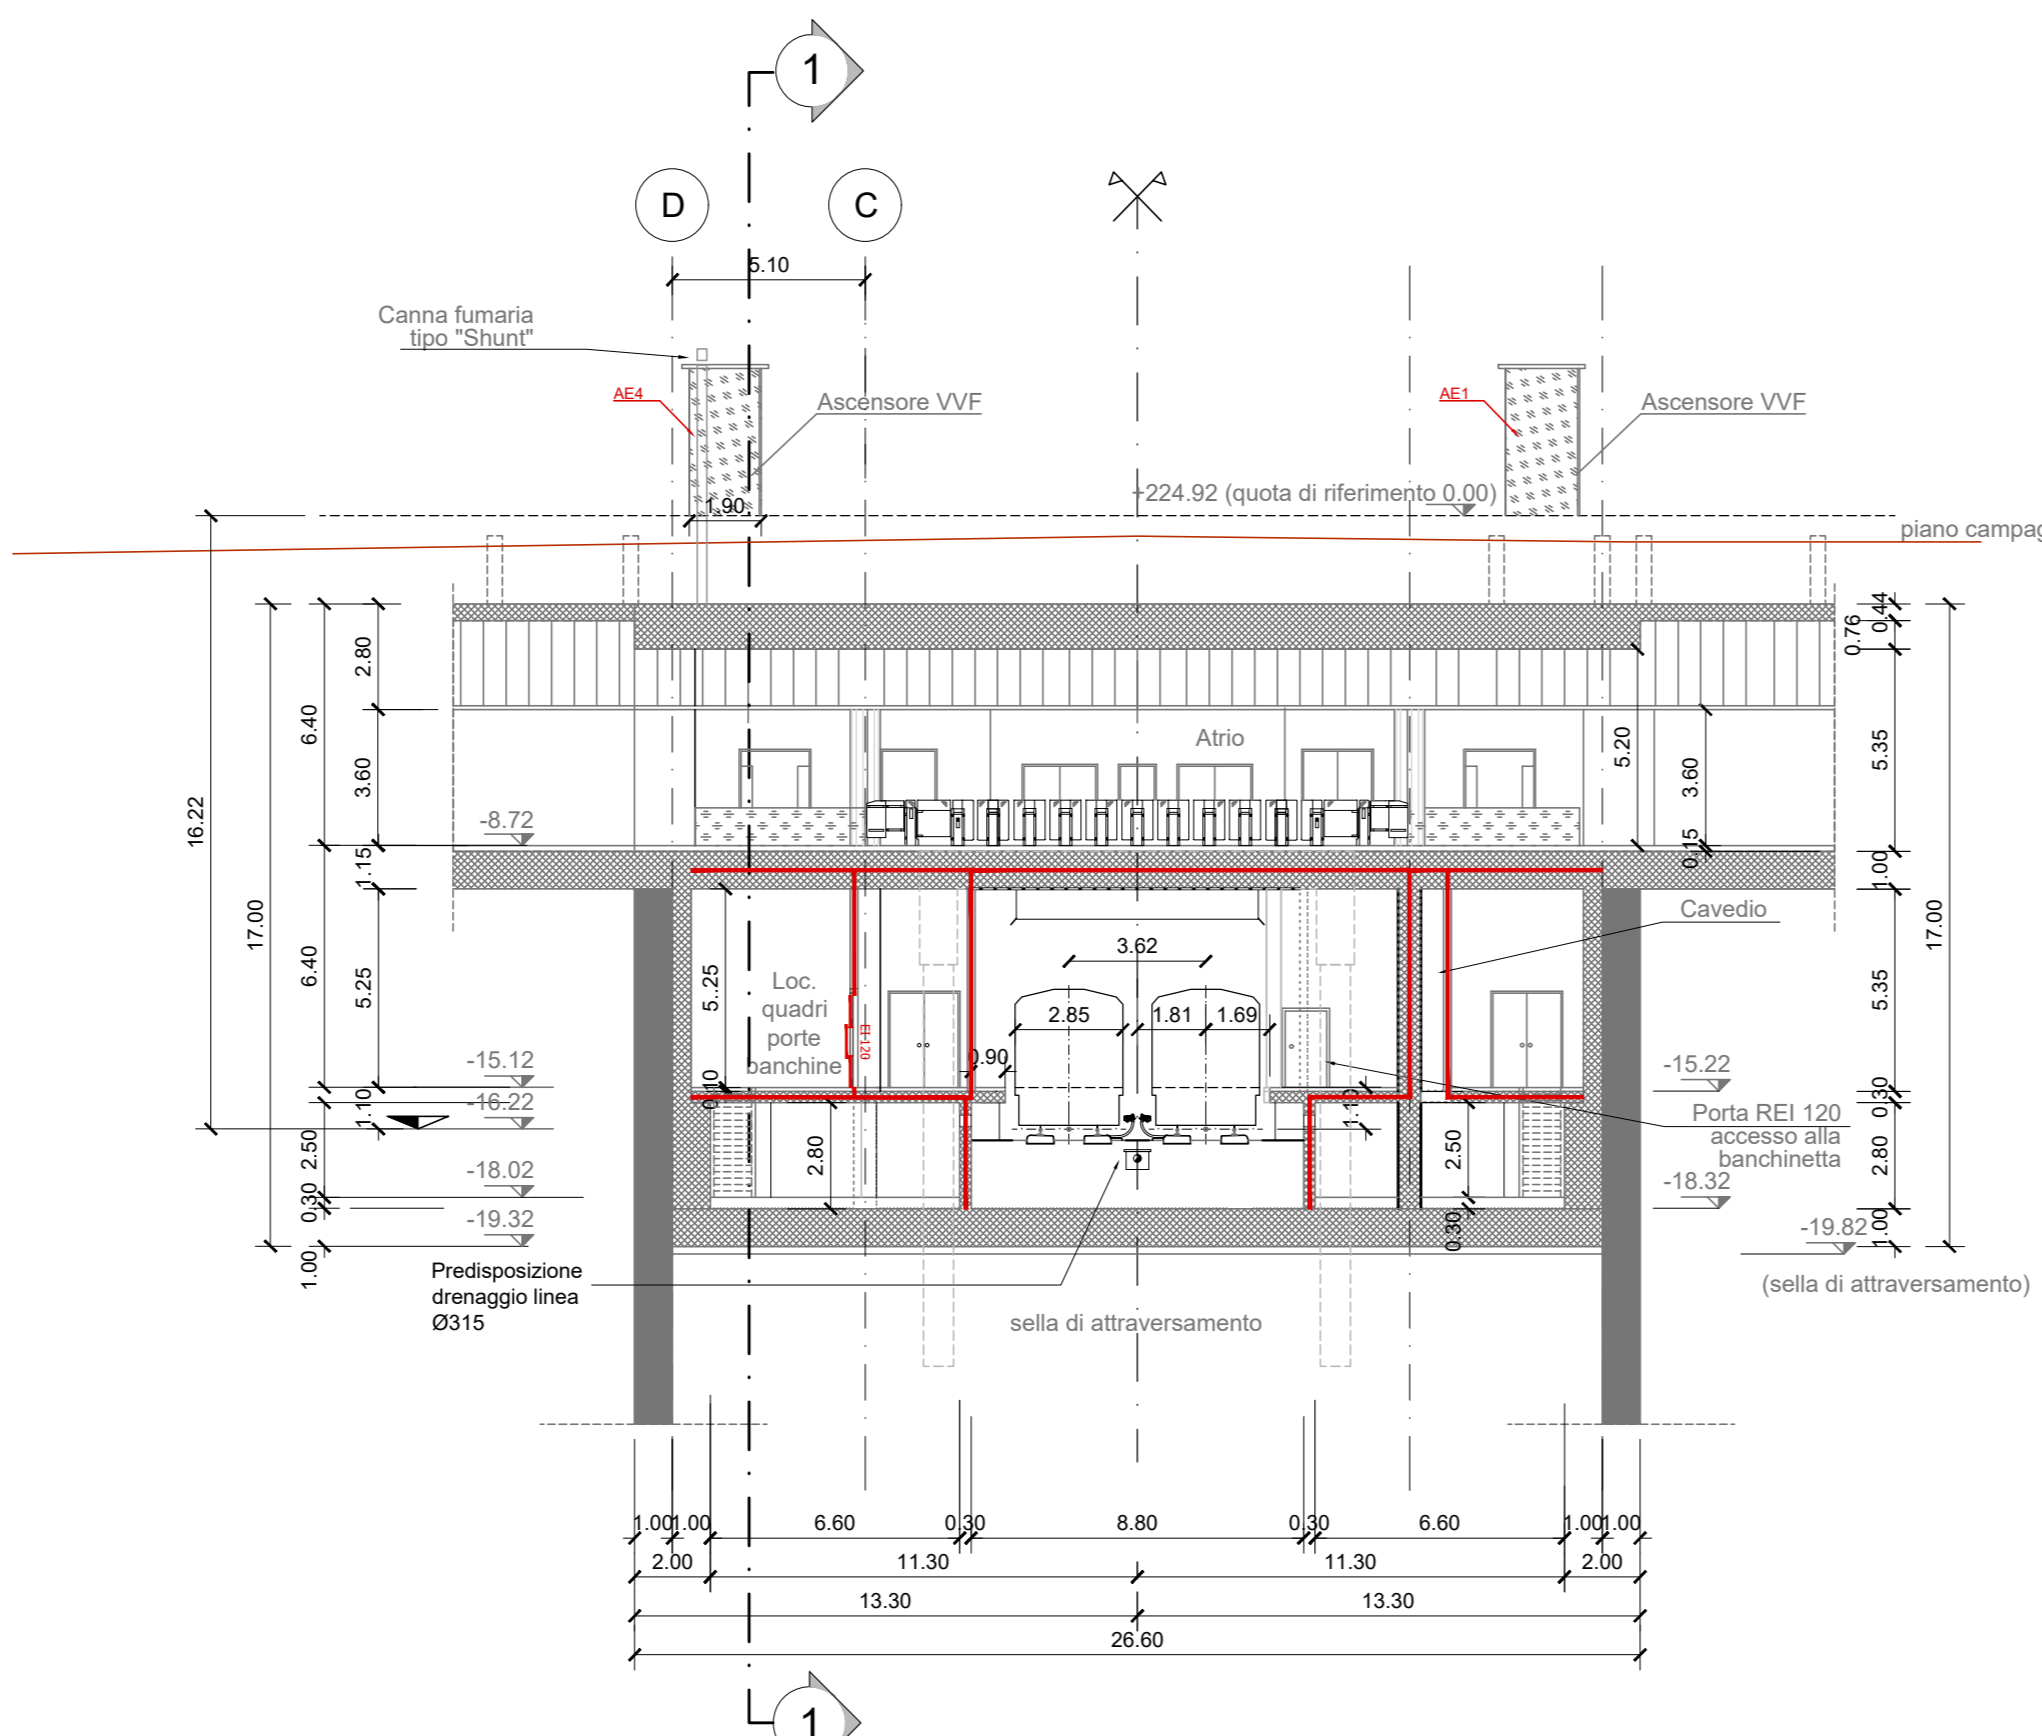 1
D
C
5.10
Canna fumaria
tipo "Shunt"
AE4
Ascensore VVF
AE1
Ascensore VVF
1.90
+224.92 (quota di riferimento 0.00)
piano campag
2.80
6.40
3.60
16.22
17.00
-8.72
1.15
6.40
5.25
Atrio
5.20
3.60
0.15
0.76
0.44
5.35
1.00
17.00
Cavedio
5..25
Loc.
quadri
porte
banchine
EI 120
3.62
2.85
1.81
1.69
0.90
5.35
-15.12
-16.22
1.10
0.10
1.10
-15.22
0.30
Porta REI 120
accesso alla
banchinetta
2.50
2.80
2.50
2.80
-18.02
-18.32
0.30
-19.32
0.30
-19.82
1.00
1.00
(sella di attraversamento)
Predisposizione
drenaggio linea
Ø315
sella di attraversamento
1.00 1.00 6.60 0.30 8.80 0.30 6.60 1.00 1.00
2.00 11.30 11.30 2.00
13.30 13.30
26.60
1